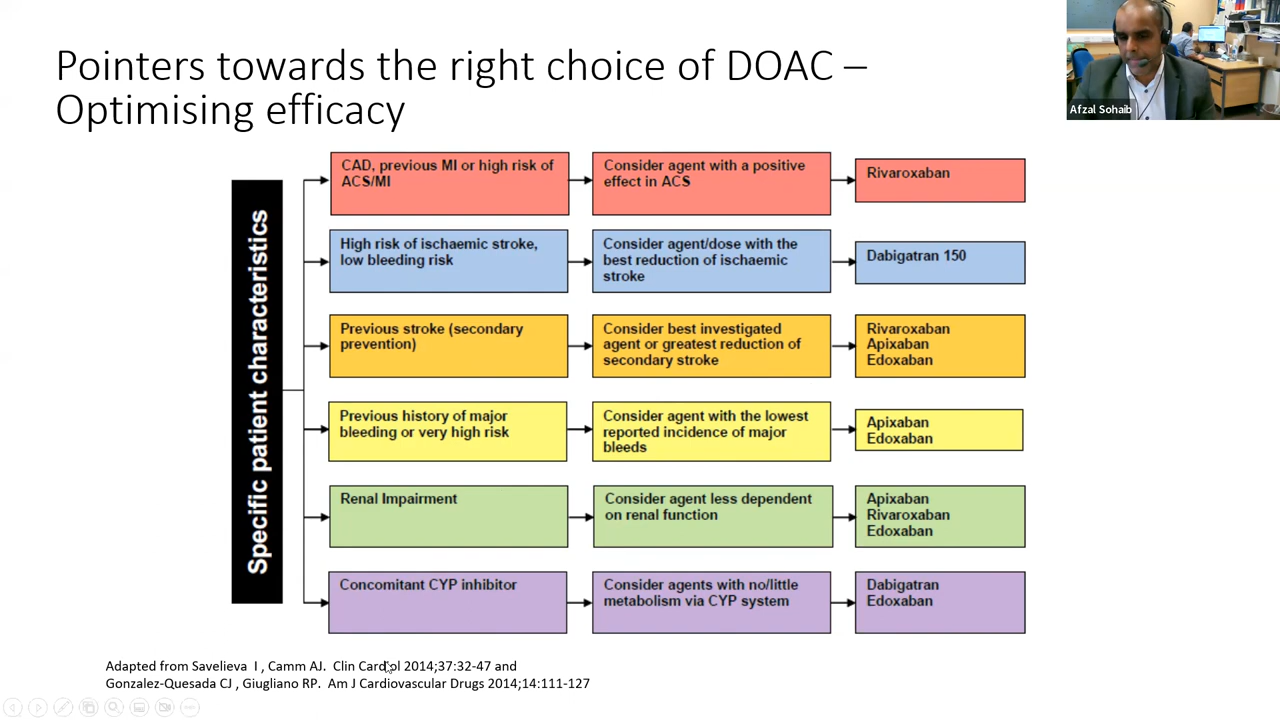 Pointers towards the right choice of DOAC –
Optimising efficacy
Afzal Sohaib
Specific patient characteristics
CAD, previous MI or high risk of
ACS/MI
Consider agent with a positive
effect in ACS
Rivaroxaban
High risk of ischaemic stroke,
low bleeding risk
Consider agent/dose with the
best reduction of ischaemic
stroke
Dabigatran 150
Previous stroke (secondary
prevention)
Consider best investigated
agent or greatest reduction of
secondary stroke
Rivaroxaban
Apixaban
Edoxaban
Previous history of major
bleeding or very high risk
Consider agent with the lowest
reported incidence of major
bleeds
Apixaban
Edoxaban
Renal Impairment
Consider agent less dependent
on renal function
Apixaban
Rivaroxaban
Edoxaban
Concomitant CYP inhibitor
Consider agents with no/little
metabolism via CYP system
Dabigatran
Edoxaban
Adapted from Savelieva I , Camm AJ. Clin Cardiol 2014;37:32-47 and
Gonzalez-Quesada CJ , Giugliano RP. Am J Cardiovascular Drugs 2014;14:111-127